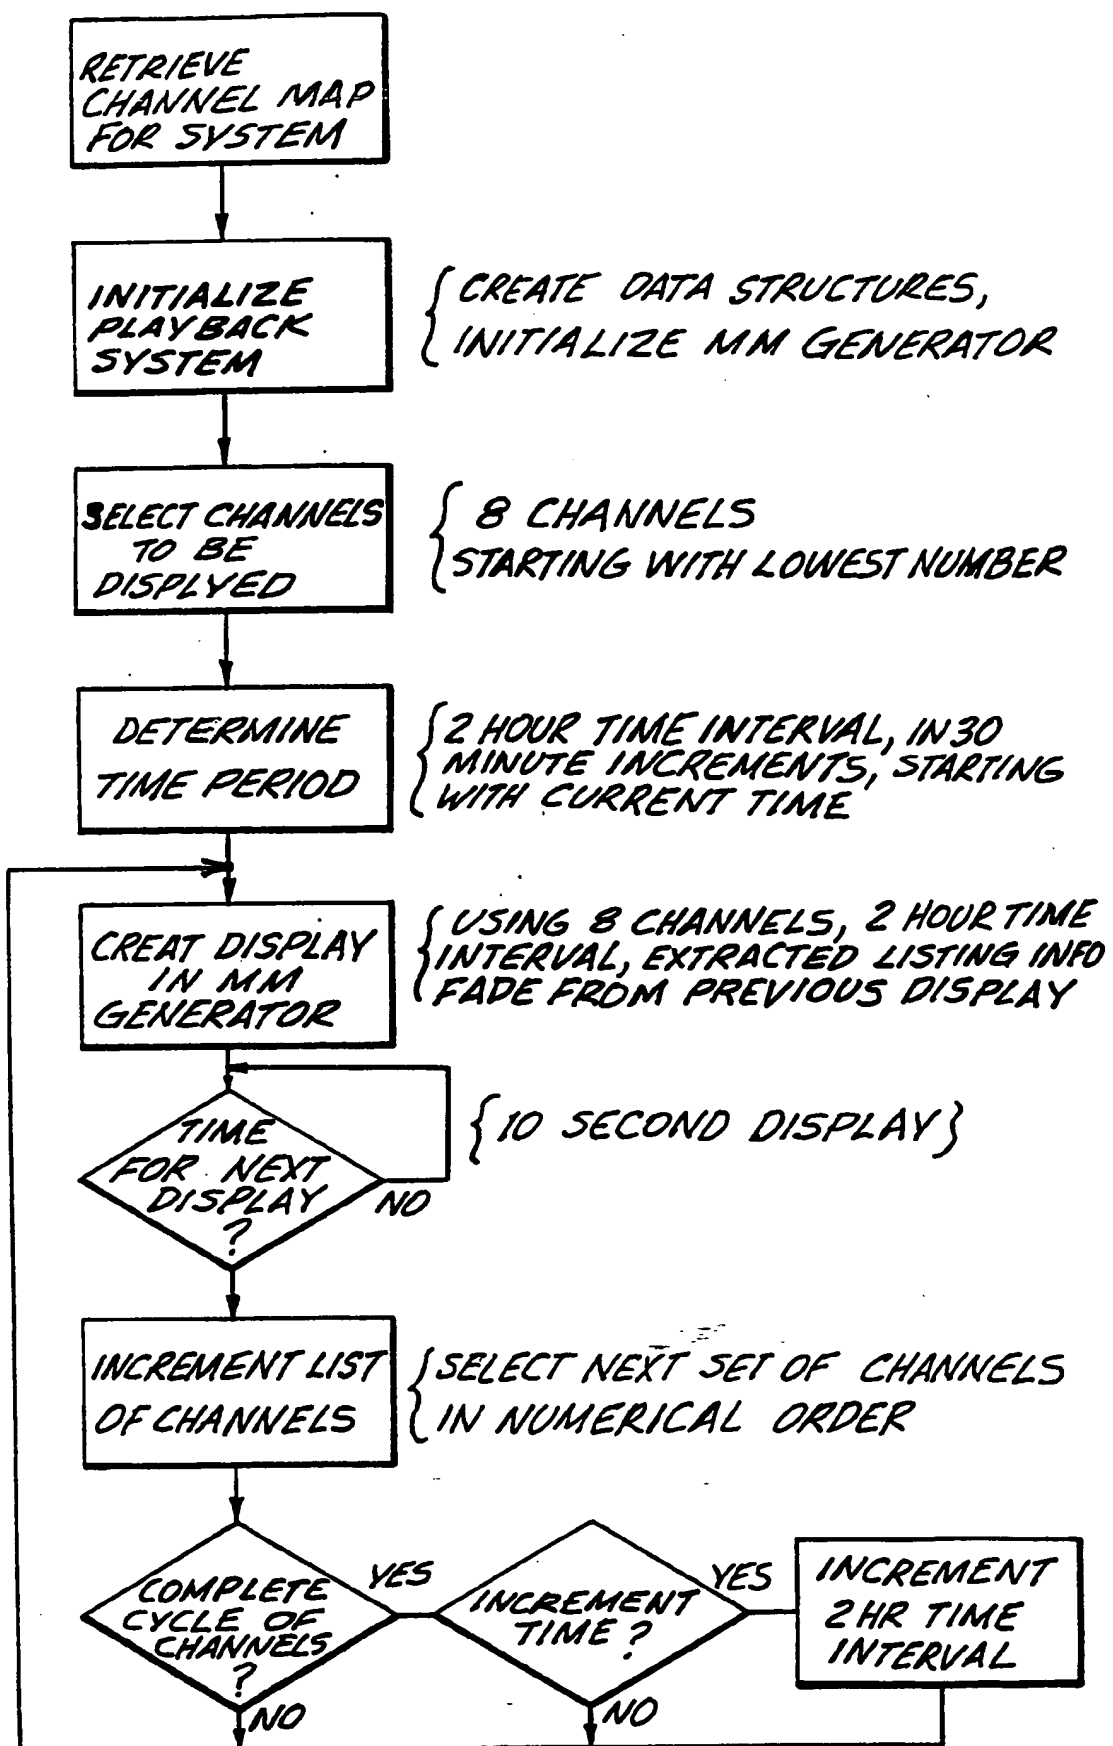 RETRIEVE
CHANNEL MAP
FOR SYSTEM
INITIALIZE
PLAYBACK
SYSTEM
{ CREATE DATA STRUCTURES,
INITIALIZE MM GENERATOR
SELECT CHANNELS
TO BE
DISPLYED
{ 8 CHANNELS
STARTING WITH LOWEST NUMBER
DETERMINE
TIME PERIOD
{ 2 HOUR TIME INTERVAL, IN 30
MINUTE INCREMENTS, STARTING
WITH CURRENT TIME
CREAT DISPLAY
IN MM
GENERATOR
{ USING 8 CHANNELS, 2 HOUR TIME
INTERVAL, EXTRACTED LISTING INFO
FADE FROM PREVIOUS DISPLAY
TIME
FOR NEXT
DISPLAY
?
NO
{ 10 SECOND DISPLAY }
INCREMENT LIST
OF CHANNELS
{ SELECT NEXT SET OF CHANNELS
IN NUMERICAL ORDER
COMPLETE
CYCLE OF
CHANNELS
?
YES
NO
INCREMENT
TIME ?
YES
NO
INCREMENT
2 HR TIME
INTERVAL